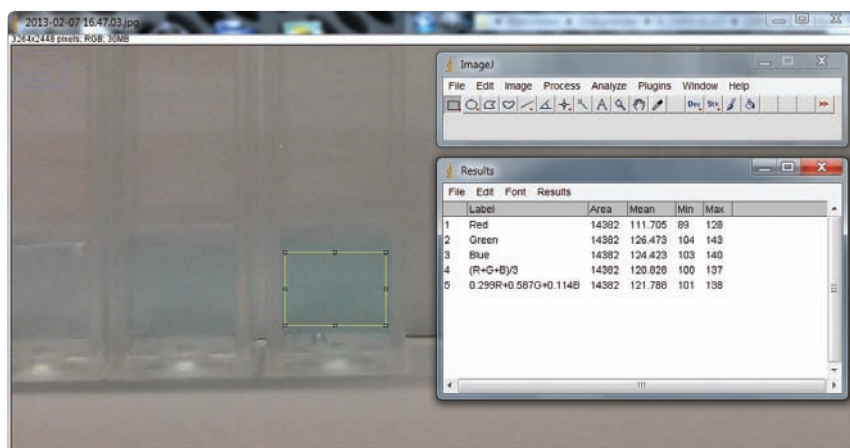 2013-02-07 16.47.03.jpg
3264x2448 pixels; RGB; 30MB
ImageJ
File Edit Image Process Analyze Plugins Window Help
Dev Stk >>
Results
File Edit Font Results
Label Area Mean Min Max
1 Red 14382 111.705 89 128
2 Green 14382 126.473 104 143
3 Blue 14382 124.423 103 140
4 (R+G+B)/3 14382 120.828 100 137
5 0.299R+0.587G+0.114B 14382 121.788 101 138